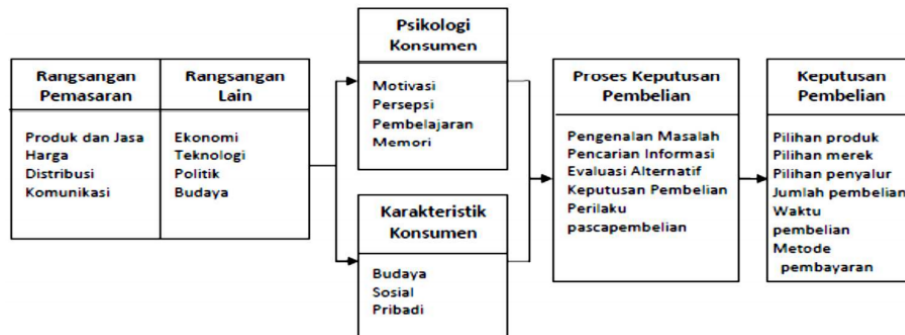 Rangsangan
Pemasaran
Produk dan Jasa
Harga
Distribusi
Komunikasi
Rangsangan
Lain
Ekonomi
Teknologi
Politik
Budaya
Psikologi
Konsumen
Motivasi
Persepsi
Pembelajaran
Memori
Karakteristik
Konsumen
Budaya
Sosial
Pribadi
Proses Keputusan
Pembelian
Pengenalan Masalah
Pencarian Informasi
Evaluasi Alternatif
Keputusan Pembelian
Perilaku
pascapembelian
Keputusan
Pembelian
Pilihan produk
Pilihan merek
Pilihan penyalur
Jumlah pembelian
Waktu
pembelian
Metode
pembayaran